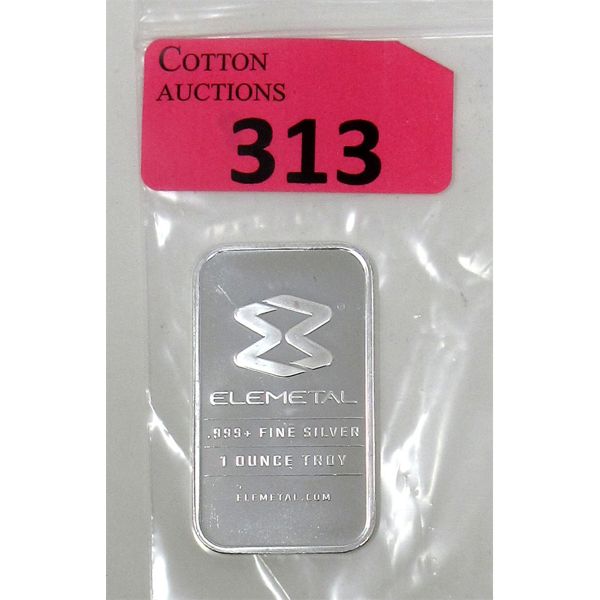 COTTON
AUCTIONS
313
®
ELEMETAL
.999+ FINE SILVER
1 OUNCE TROY
ELEMETAL.COM